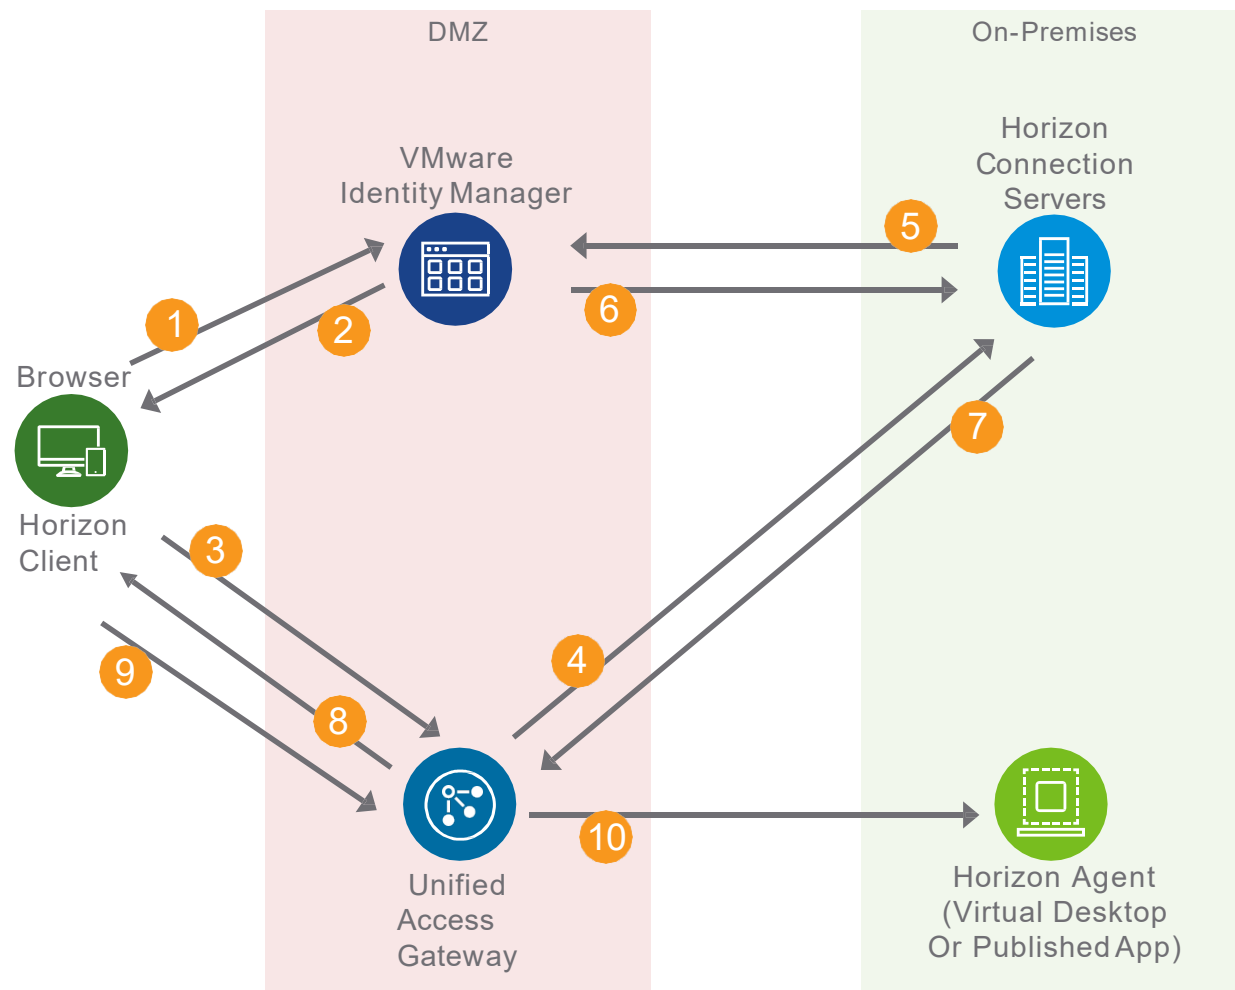 DMZ
On-Premises
VMware
Identity Manager
Horizon
Connection
Servers
5
6
1
2
Browser
7
Horizon
Client
3
4
9
8
10
Unified
Access
Gateway
Horizon Agent
(Virtual Desktop
Or Published App)